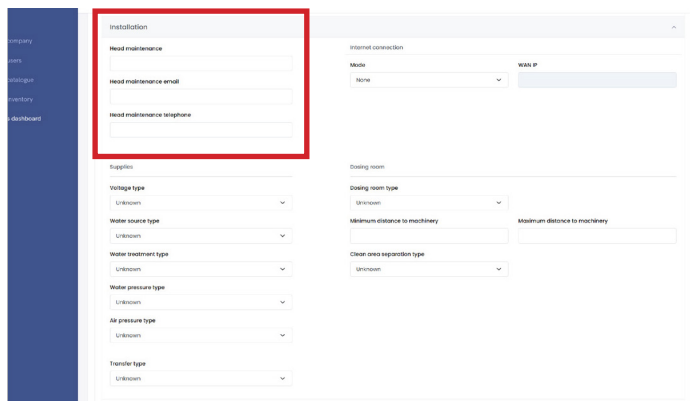 company
users
catalogue
inventory
s dashboard
Installation
Head maintenance
Head maintenance email
Head maintenance telephone
Internet connection
Mode
WAN IP
None
Supplies
Voltage type
Unknown
Water source type
Unknown
Water treatment type
Unknown
Water pressure type
Unknown
Air pressure type
Unknown
Transfer type
Unknown
Dosing room
Dosing room type
Unknown
Minimum distance to machinery
Maximum distance to machinery
Clean area separation type
Unknown